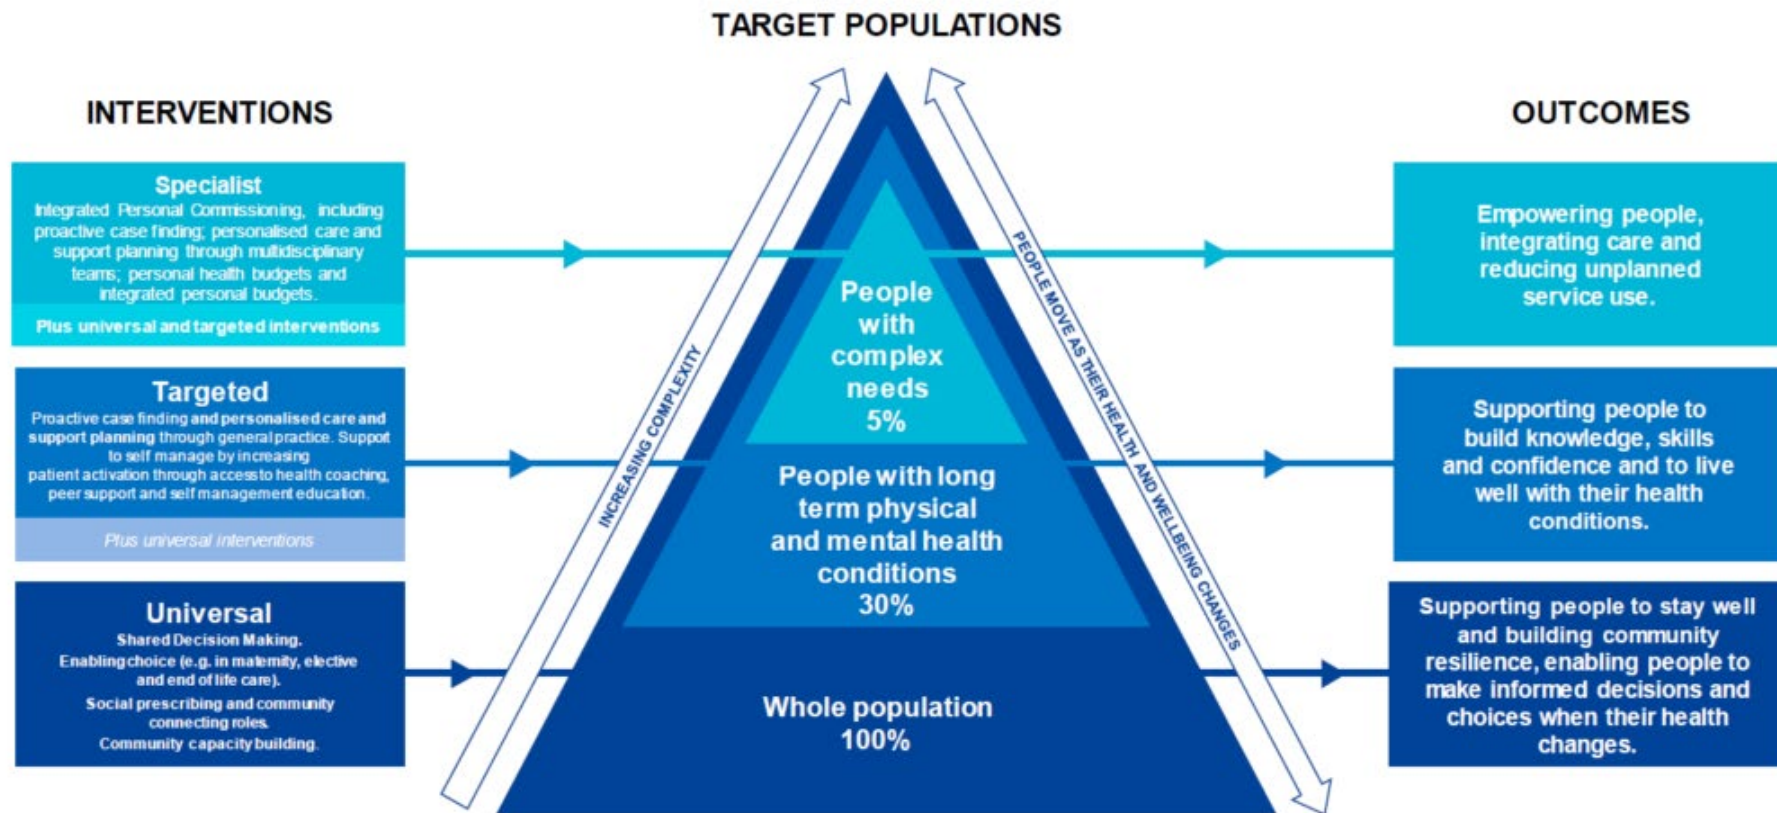 TARGET POPULATIONS
INTERVENTIONS
Specialist
Integrated Personal Commissioning, including
proactive case finding; personalised care and
support planning through multidisciplinary
teams; personal health budgets and
integrated personal budgets.
Plus universal and targeted interventions
Targeted
Proactive case finding and personalised care and
support planning through general practice. Support
to self manage by increasing
patient activation through access to health coaching,
peer support and self management education.
Plus universal interventions
Universal
Shared Decision Making.
Enabling choice (e.g. in maternity, elective
and end of life care).
Social prescribing and community
connecting roles.
Community capacity building.
INCREASING COMPLEXITY
People
with
complex
needs
5%
People with long
term physical
and mental health
conditions
30%
Whole population
100%
PEOPLE MOVE AS THEIR HEALTH AND WELLBEING CHANGES
OUTCOMES
Empowering people,
integrating care and
reducing unplanned
service use.
Supporting people to
build knowledge, skills
and confidence and to live
well with their health
conditions.
Supporting people to stay well
and building community
resilience, enabling people to
make informed decisions and
choices when their health
changes.